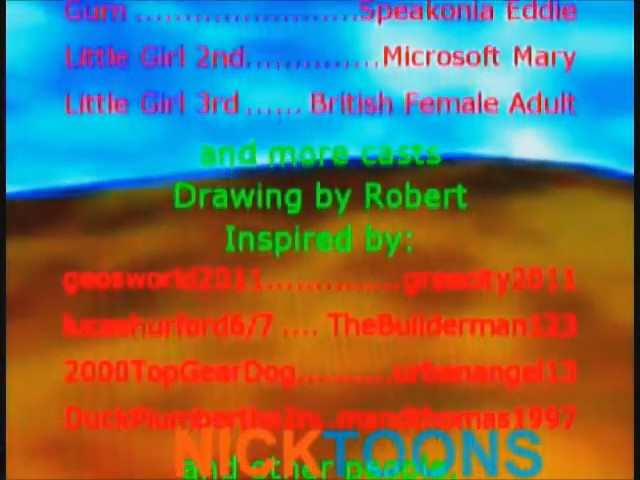 Gum ........................Speakonia Eddie
Little Girl 2nd..............Microsoft Mary
Little Girl 3rd ...... British Female Adult
and more casts
Drawing by Robert
Inspired by:
geosworld2011..............greecity2011
lucashurford6/7 .... TheBuilderman123
2000TopGearDog..........urbenangel13
NICKTOONS
and other people.